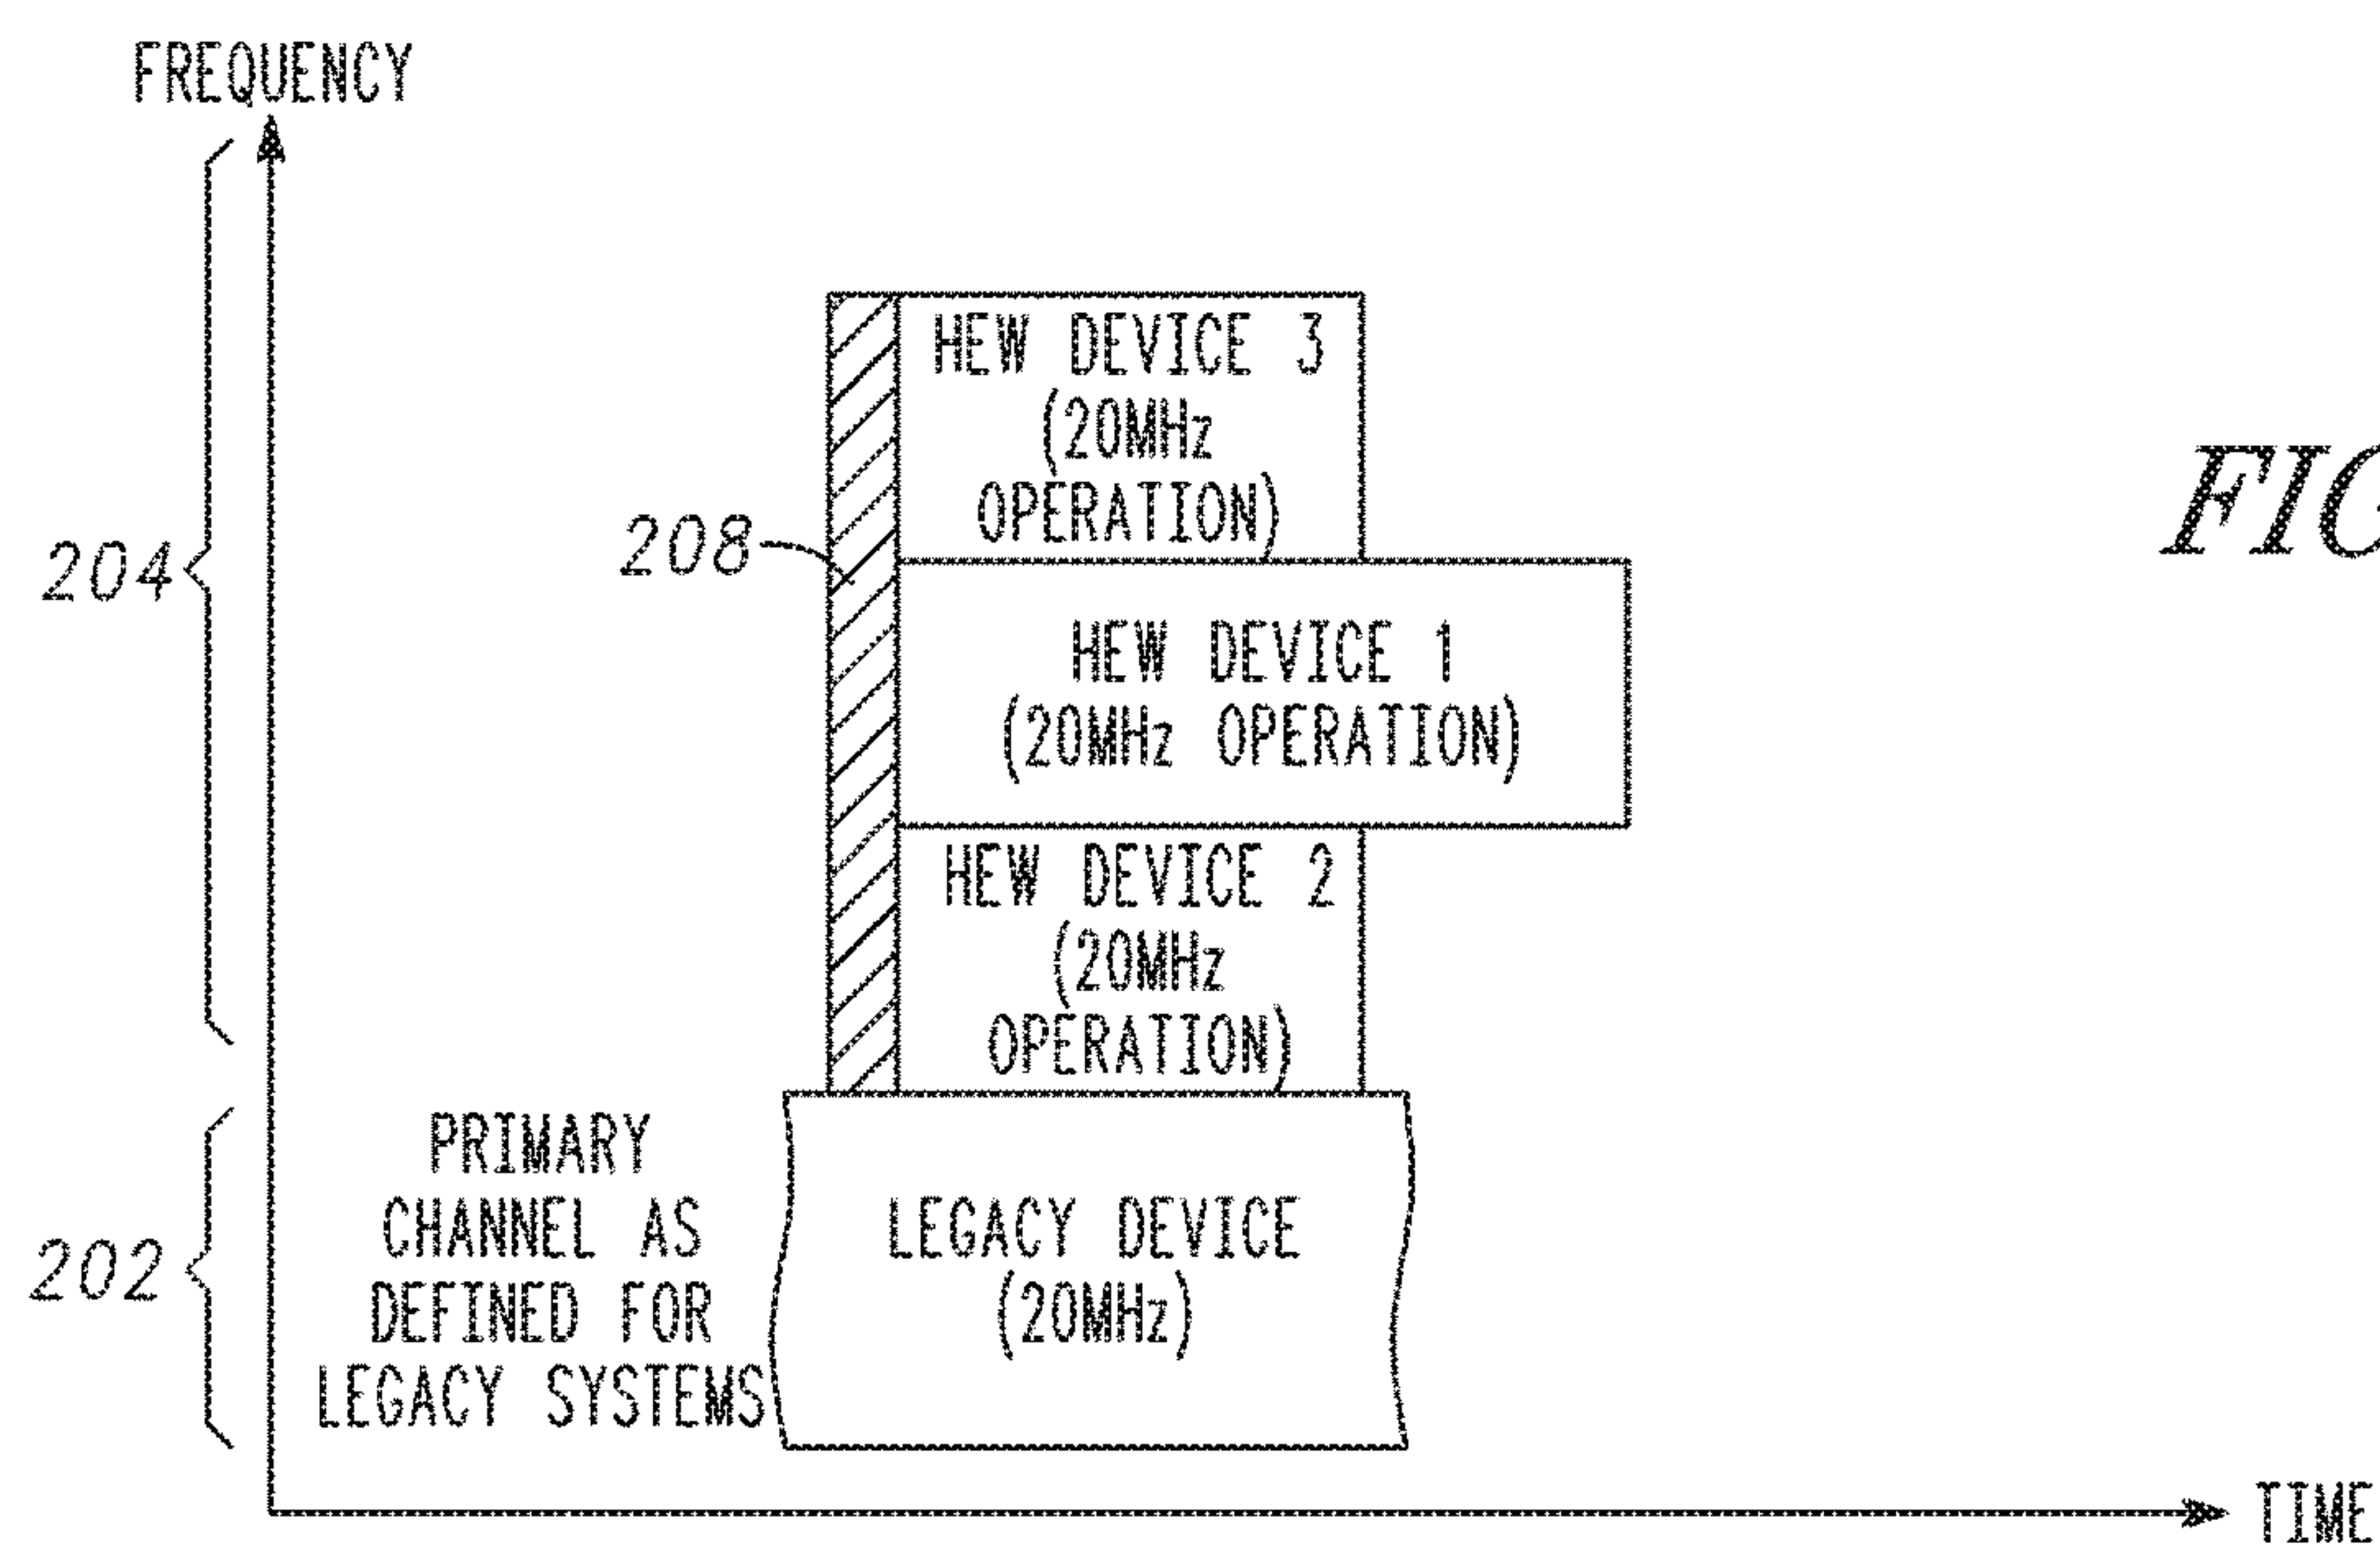 FREQUENCY
204
208
HEW DEVICE 3
(20MHz
OPERATION)
FIG
HEW DEVICE 1
(20MHz OPERATION)
HEW DEVICE 2
(20MHz
OPERATION)
202
PRIMARY
CHANNEL AS
DEFINED FOR
LEGACY SYSTEMS
LEGACY DEVICE
(20MHz)
TIME